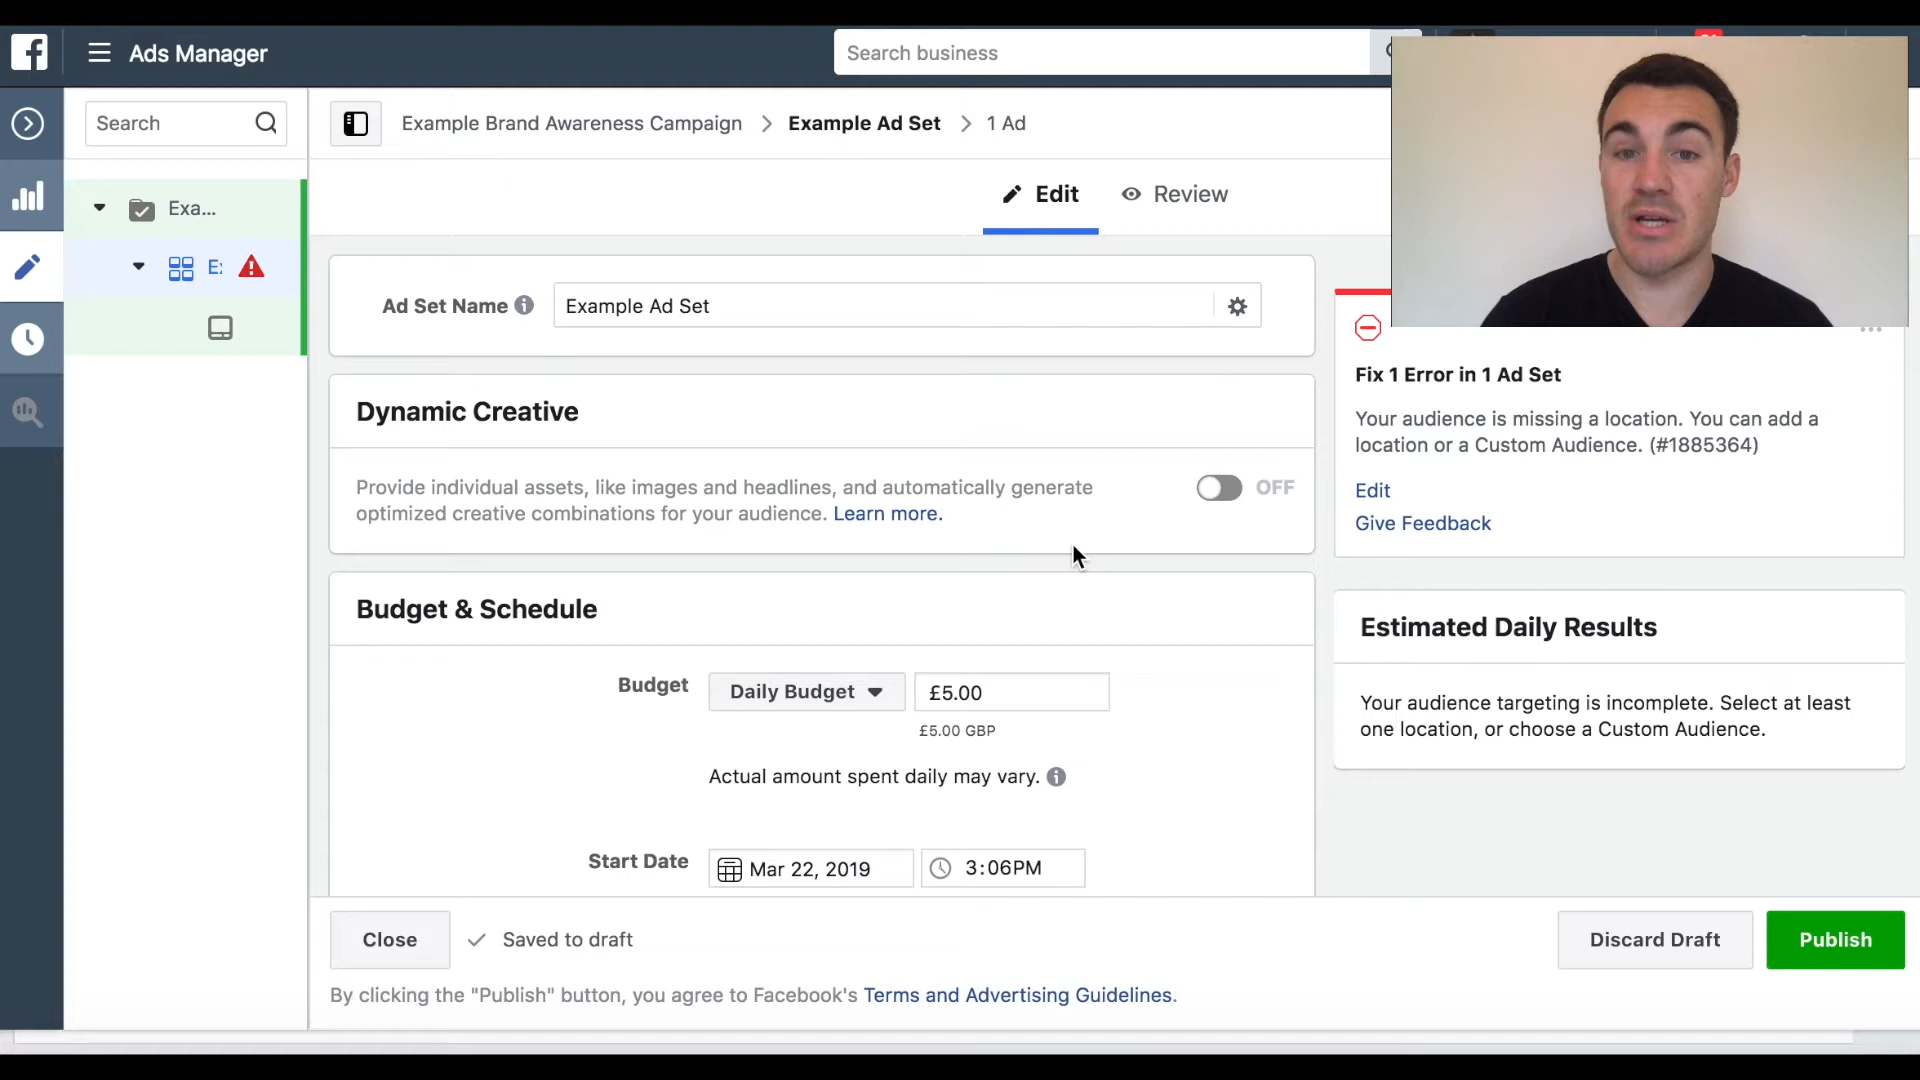 Ads Manager
Search business
Search
Example Brand Awareness Campaign > Example Ad Set > 1 Ad
Edit
Review
Exa...
E:
Ad Set Name
Example Ad Set
Dynamic Creative
Provide individual assets, like images and headlines, and automatically generate
optimized creative combinations for your audience. Learn more.
OFF
Budget & Schedule
Budget
Daily Budget
£5.00
£5.00 GBP
Actual amount spent daily may vary.
Start Date
Mar 22, 2019
3:06PM
Fix 1 Error in 1 Ad Set
Your audience is missing a location. You can add a
location or a Custom Audience. (#1885364)
Edit
Give Feedback
Estimated Daily Results
Your audience targeting is incomplete. Select at least
one location, or choose a Custom Audience.
Close
Saved to draft
Discard Draft
Publish
By clicking the "Publish" button, you agree to Facebook's Terms and Advertising Guidelines.